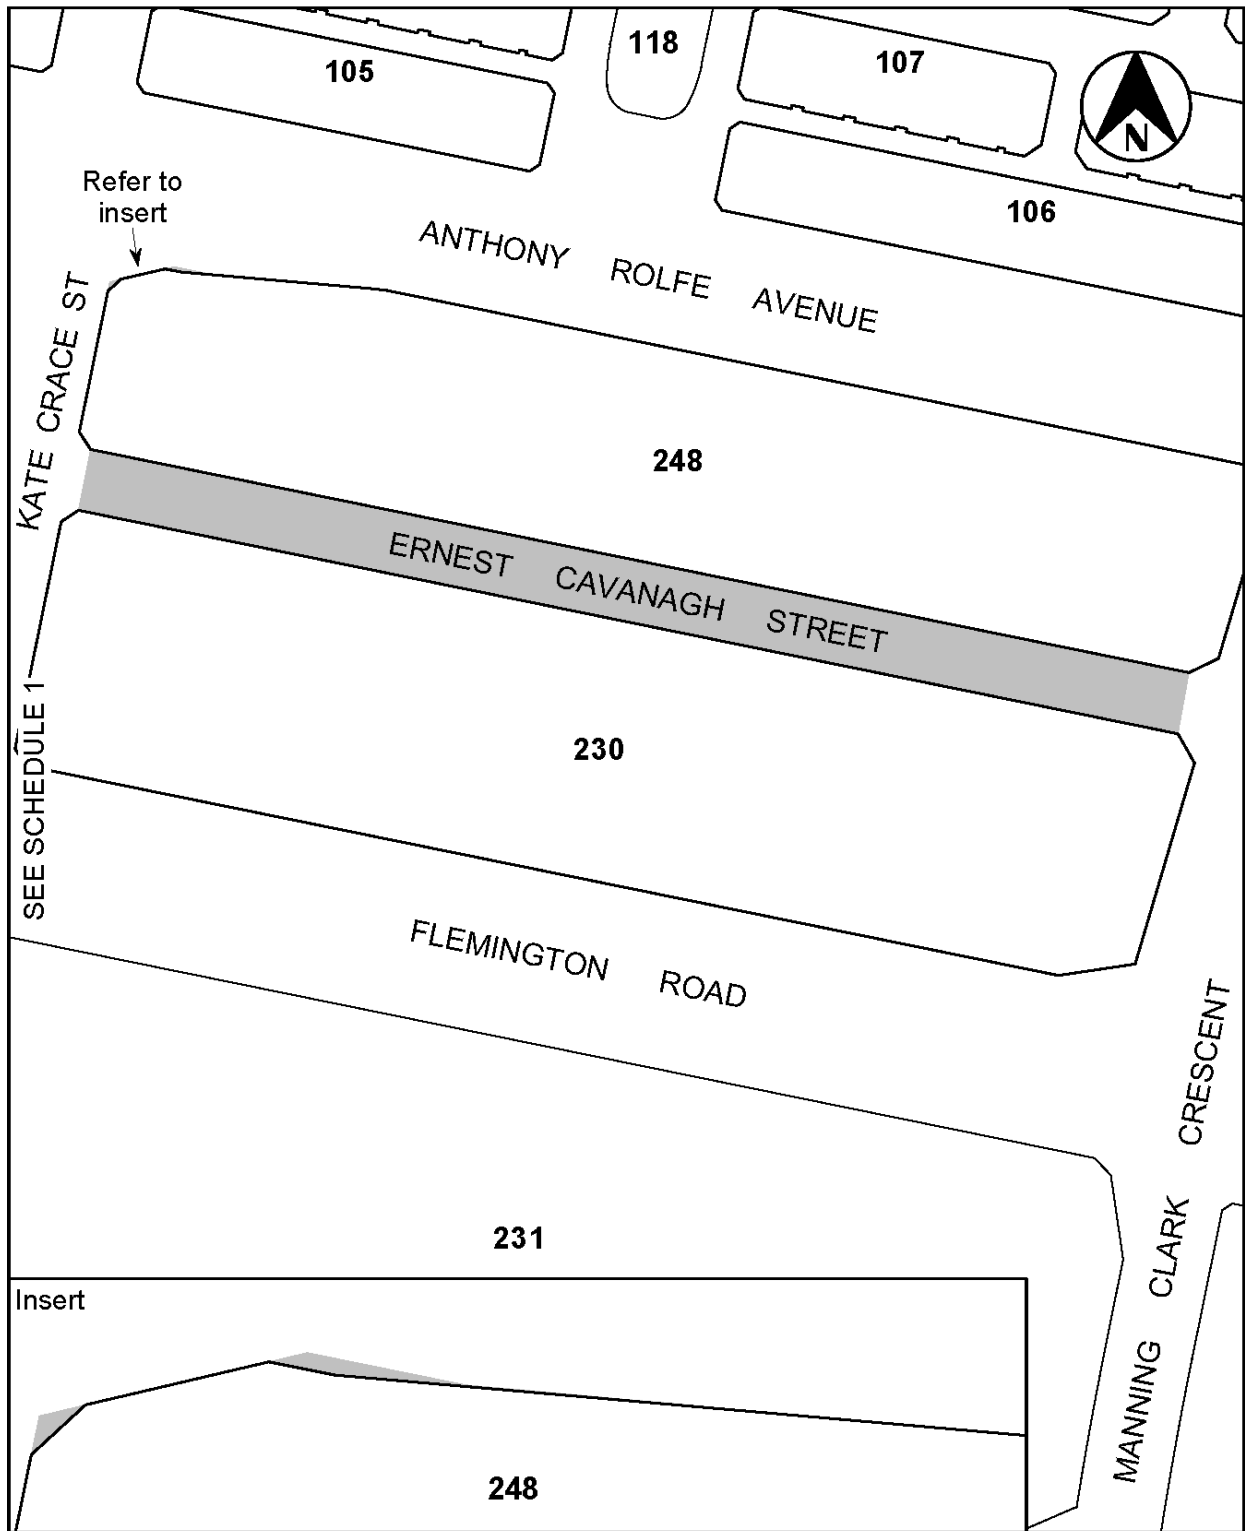 118
105
107
N
Refer to
insert
106
ANTHONY ROLFE AVENUE
KATE CRACE ST
248
ERNEST CAVANAGH STREET
SEE SCHEDULE 1
230
FLEMINGTON ROAD
MANNING CLARK CRESCENT
231
Insert
248